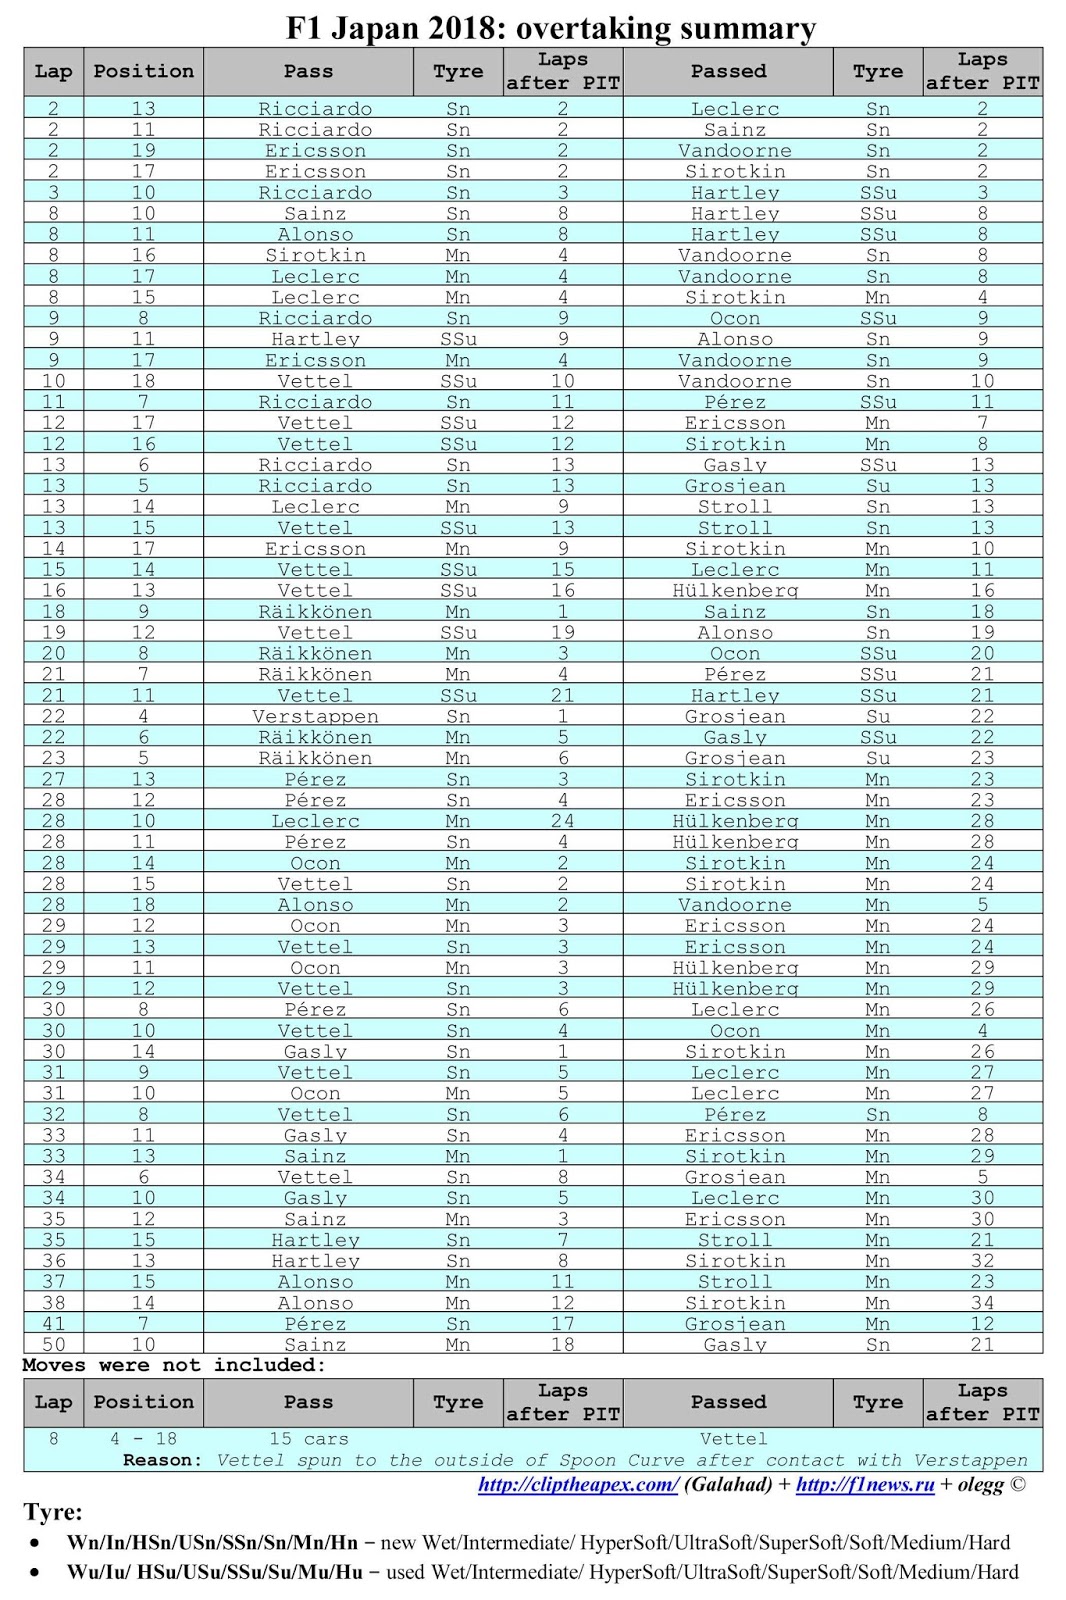 F1 Japan 2018: overtaking summary
Lap Position Pass Tyre Laps after PIT Passed Tyre Laps after PIT
2 13 Ricciardo Sn 2 Leclerc Sn 2
2 11 Ricciardo Sn 2 Sainz Sn 2
2 19 Ericsson Sn 2 Vandoorne Sn 2
2 17 Ericsson Sn 2 Sirotkin Sn 2
3 10 Ricciardo Sn 3 Hartley SSu 3
8 10 Sainz Sn 8 Hartley SSu 8
8 11 Alonso Sn 8 Hartley SSu 8
8 16 Sirotkin Mn 4 Vandoorne Sn 8
8 17 Leclerc Mn 4 Vandoorne Sn 8
8 15 Leclerc Mn 4 Sirotkin Mn 4
9 8 Ricciardo Sn 9 Ocon SSu 9
9 11 Hartley SSu 9 Alonso Sn 9
9 17 Ericsson Mn 4 Vandoorne Sn 9
10 18 Vettel SSu 10 Vandoorne Sn 10
11 7 Ricciardo Sn 11 Pérez SSu 11
12 17 Vettel SSu 12 Ericsson Mn 7
12 16 Vettel SSu 12 Sirotkin Mn 8
13 6 Ricciardo Sn 13 Gasly SSu 13
13 5 Ricciardo Sn 13 Grosjean Su 13
13 14 Leclerc Mn 9 Stroll Sn 13
13 15 Vettel SSu 13 Stroll Sn 13
14 17 Ericsson Mn 9 Sirotkin Mn 10
15 14 Vettel SSu 15 Leclerc Mn 11
16 13 Vettel SSu 16 Hülkenberg Mn 16
18 9 Räikkönen Mn 1 Sainz Sn 18
19 12 Vettel SSu 19 Alonso Sn 19
20 8 Räikkönen Mn 3 Ocon SSu 20
21 7 Räikkönen Mn 4 Pérez SSu 21
21 11 Vettel SSu 21 Hartley SSu 21
22 4 Verstappen Sn 1 Grosjean Su 22
22 6 Räikkönen Mn 5 Gasly SSu 22
23 5 Räikkönen Mn 6 Grosjean Su 23
27 13 Pérez Sn 3 Sirotkin Mn 23
28 12 Pérez Sn 4 Ericsson Mn 23
28 10 Leclerc Mn 24 Hülkenberg Mn 28
28 11 Pérez Sn 4 Hülkenberg Mn 28
28 14 Ocon Mn 2 Sirotkin Mn 24
28 15 Vettel Sn 2 Sirotkin Mn 24
28 18 Alonso Mn 2 Vandoorne Mn 5
29 12 Ocon Mn 3 Ericsson Mn 24
29 13 Vettel Sn 3 Ericsson Mn 24
29 11 Ocon Mn 3 Hülkenberg Mn 29
29 12 Vettel Sn 3 Hülkenberg Mn 29
30 8 Pérez Sn 6 Leclerc Mn 26
30 10 Vettel Sn 4 Ocon Mn 4
30 14 Gasly Sn 1 Sirotkin Mn 26
31 9 Vettel Sn 5 Leclerc Mn 27
31 10 Ocon Mn 5 Leclerc Mn 27
32 8 Vettel Sn 6 Pérez Sn 8
33 11 Gasly Sn 4 Ericsson Mn 28
33 13 Sainz Mn 1 Sirotkin Mn 29
34 6 Vettel Sn 8 Grosjean Mn 5
34 10 Gasly Sn 5 Leclerc Mn 30
35 12 Sainz Mn 3 Ericsson Mn 30
35 15 Hartley Sn 7 Stroll Mn 21
36 13 Hartley Sn 8 Sirotkin Mn 32
37 15 Alonso Mn 11 Stroll Mn 23
38 14 Alonso Mn 12 Sirotkin Mn 34
41 7 Pérez Sn 17 Grosjean Mn 12
50 10 Sainz Mn 18 Gasly Sn 21
Moves were not included:
Lap Position Pass Tyre Laps after PIT Passed Tyre Laps after PIT
8 4 - 18 15 cars Vettel
Reason: Vettel spun to the outside of Spoon Curve after contact with Verstappen
http://cliptheapex.com/ (Galahad) + http://f1news.ru + olegg ©
Tyre:
• Wn/In/HSn/USn/SSn/Sn/Mn/Hn – new Wet/Intermediate/ HyperSoft/UltraSoft/SuperSoft/Soft/Medium/Hard
• Wu/Iu/ HSu/USu/SSu/Su/Mu/Hu – used Wet/Intermediate/ HyperSoft/UltraSoft/SuperSoft/Soft/Medium/Hard